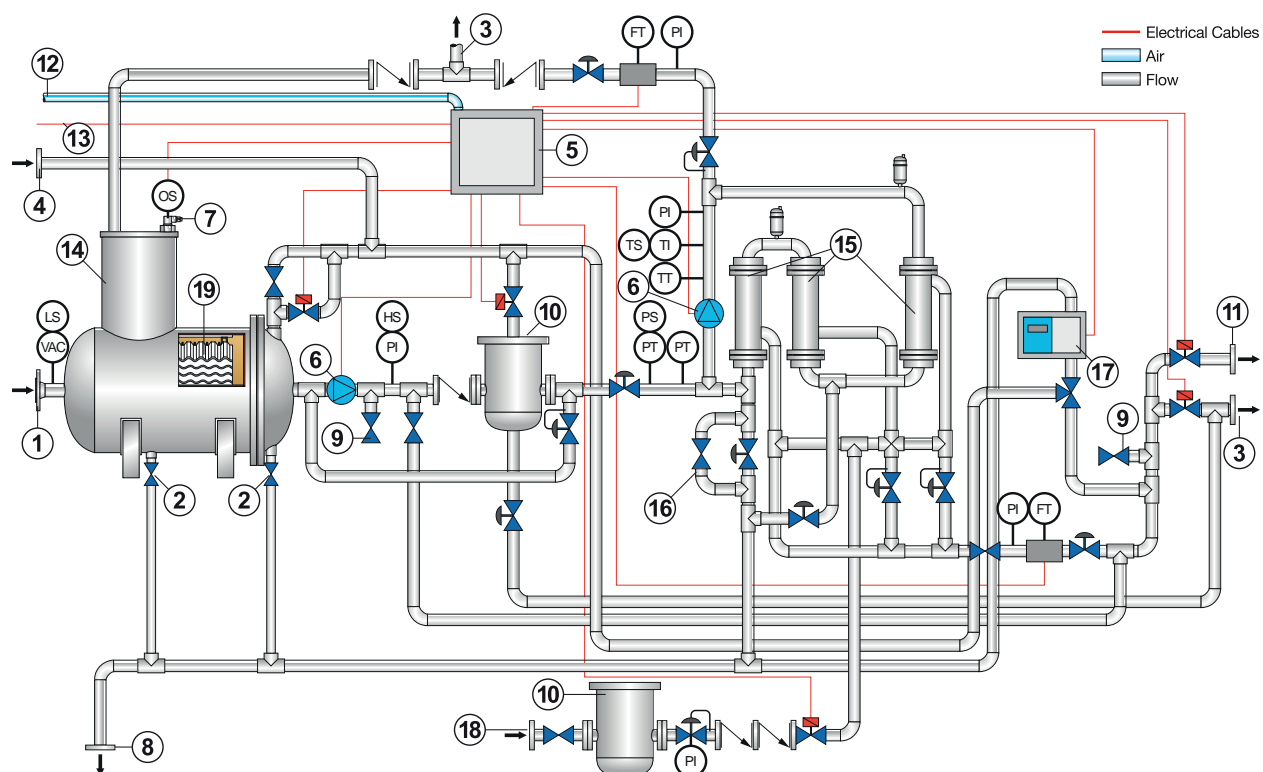 Electrical Cables
Air
Flow
3
FT
PI
12
13
5
4
OS
7
14
PI
TS
TI
15
TT
19
10
6
LS
HS
PS
11
VAC
6
PI
PT
PT
17
1
9
9
3
2
2
16
PI
FT
10
18
8
PI